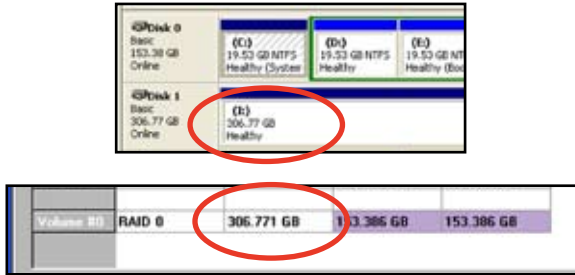 Disk 0
Basic
153.38 GB
Online
(C:)
19.53 GB NTFS
Healthy (System
(D:)
19.53 GB NTFS
Healthy
(E:)
19.53 GB NT
Healthy (Boo
Disk 1
Basic
306.77 GB
Online
(I:)
306.77 GB
Healthy
Volume #0 RAID 0 306.771 GB 153.386 GB 153.386 GB